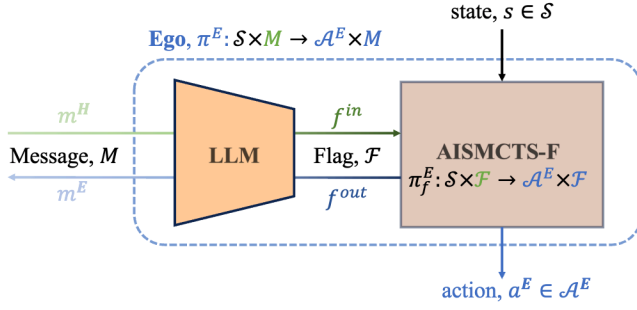 state, s ∈ 𝒮
Ego, π^E: 𝒮×M → 𝒜^E×M
m^H
f^in
Message, M
LLM
Flag, ℱ
AISMCTS-F
π_f^E: 𝒮×ℱ → 𝒜^E×ℱ
m^E
f^out
action, a^E ∈ 𝒜^E